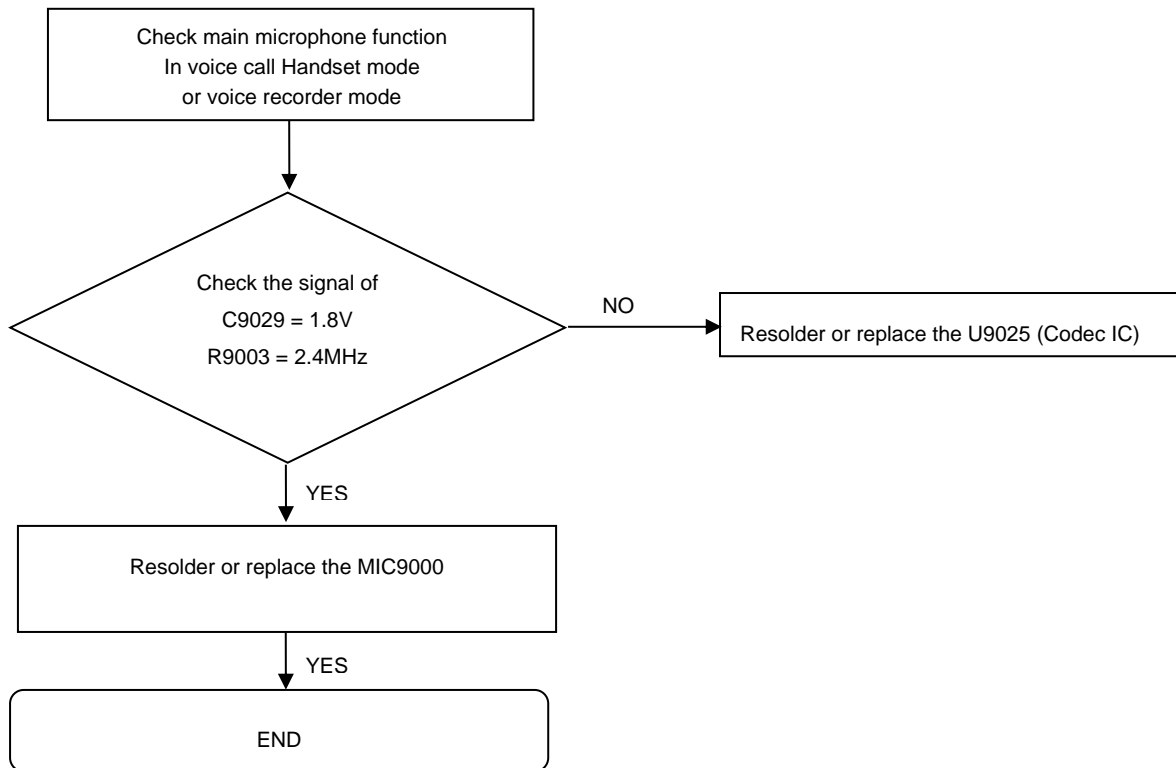 Check main microphone function
In voice call Handset mode
or voice recorder mode
Check the signal of
C9029 = 1.8V
R9003 = 2.4MHz
NO
Resolder or replace the U9025 (Codec IC)
YES
Resolder or replace the MIC9000
YES
END